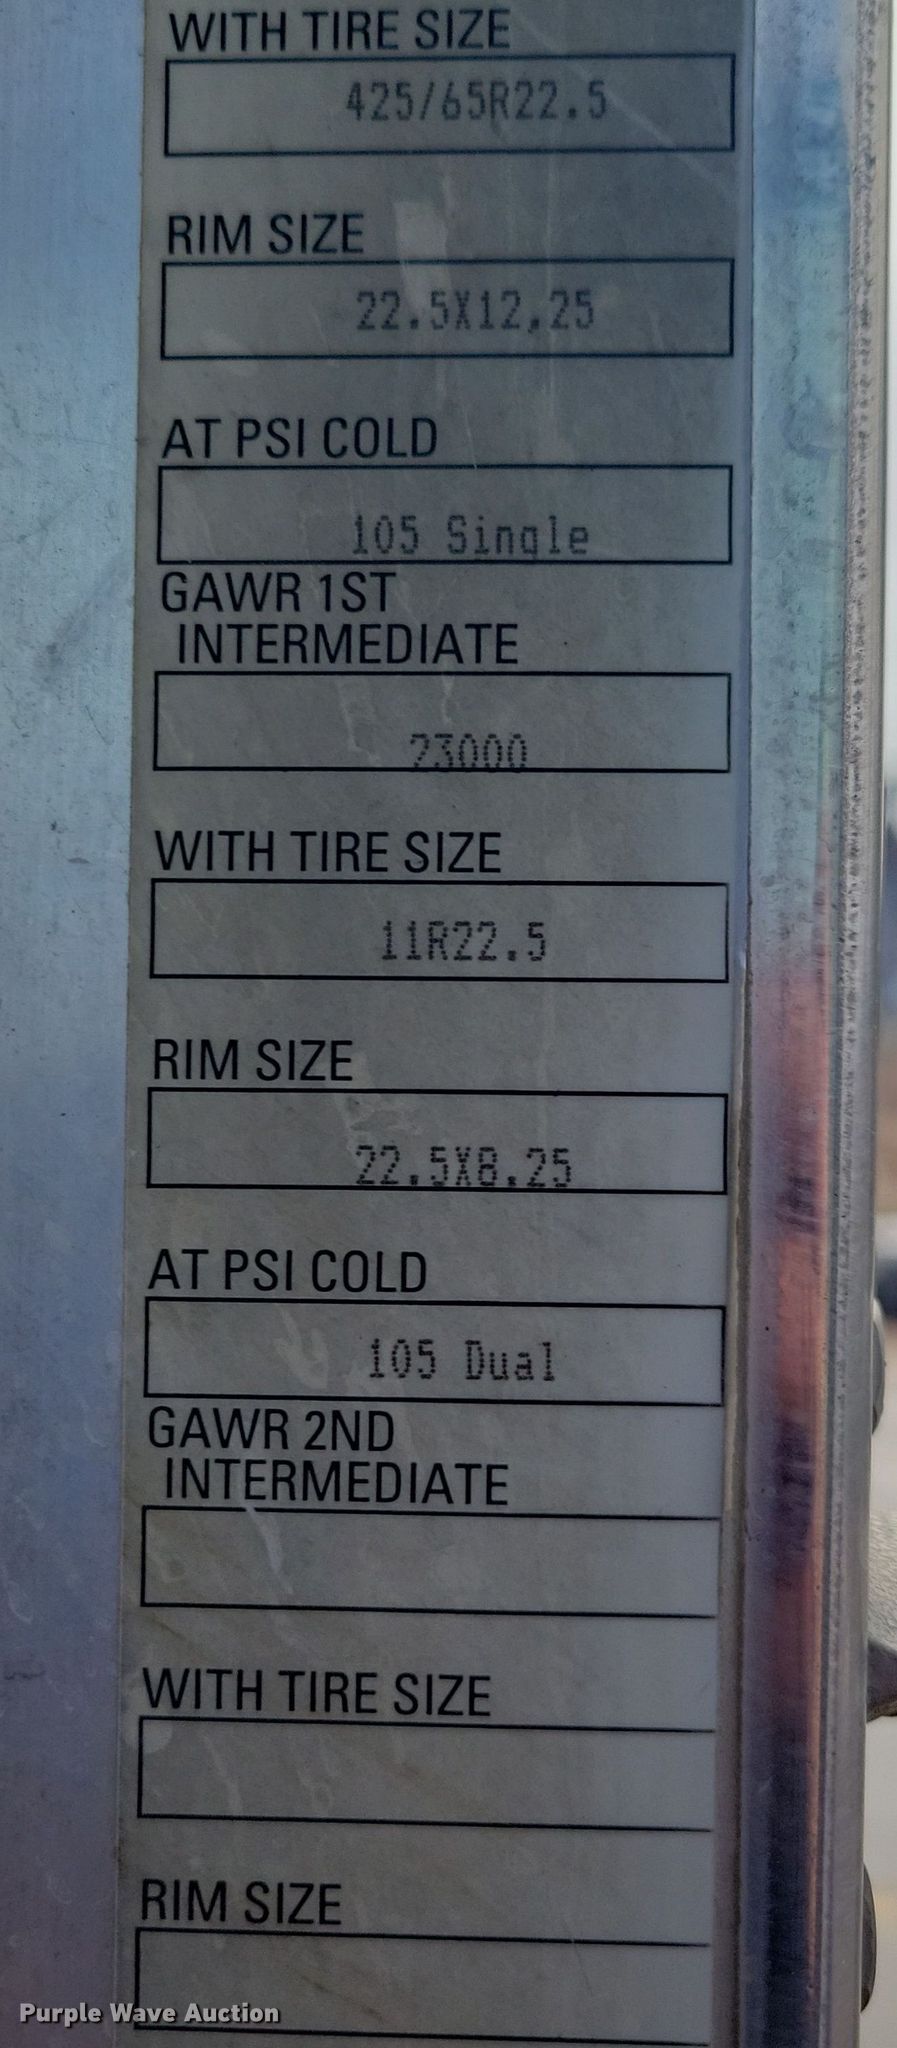 WITH TIRE SIZE
425/65R22.5
RIM SIZE
22.5X12.25
AT PSI COLD
105 Single
GAWR 1ST
INTERMEDIATE
23000
WITH TIRE SIZE
11R22.5
RIM SIZE
22.5X8.25
AT PSI COLD
105 Dual
GAWR 2ND
INTERMEDIATE
WITH TIRE SIZE
RIM SIZE
Purple Wave Auction